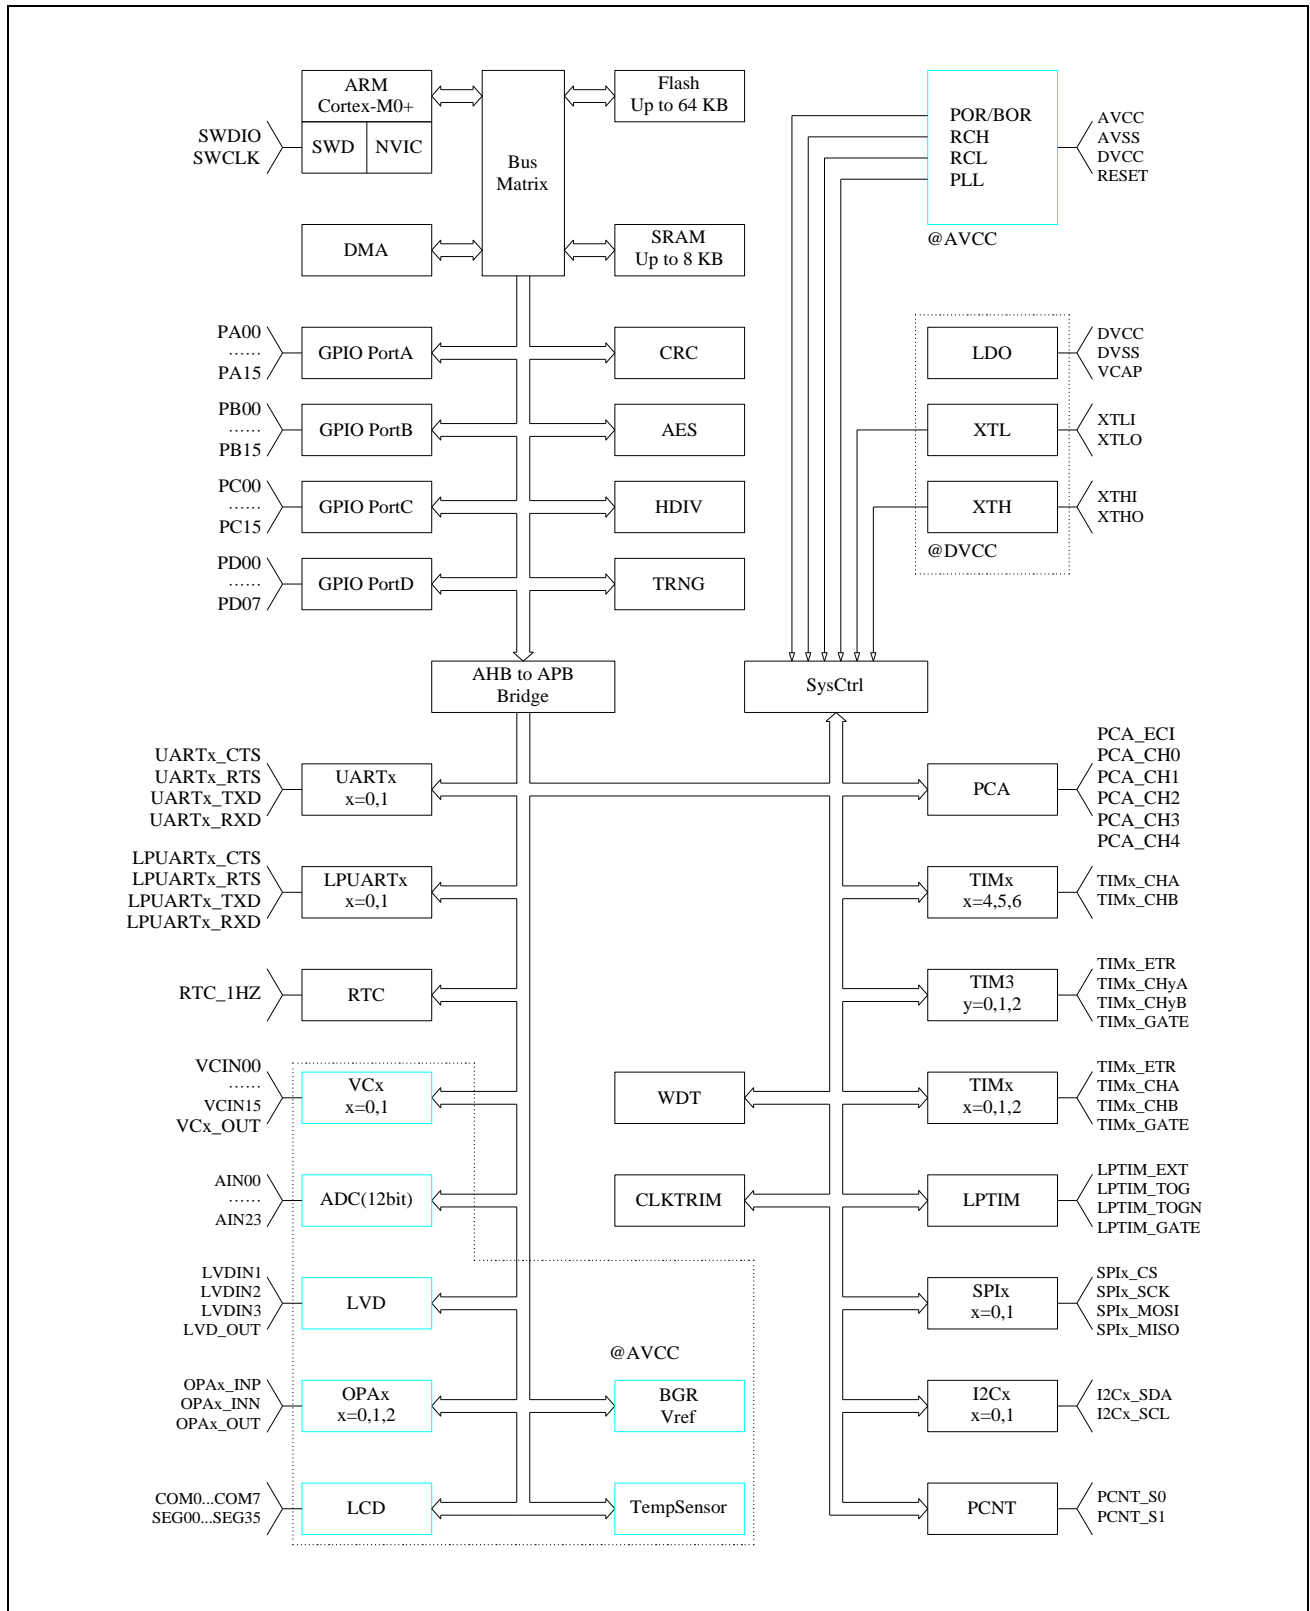 ARM
Cortex-M0+
SWD
NVIC
SWDIO
SWCLK
Bus
Matrix
Flash
Up to 64 KB
DMA
SRAM
Up to 8 KB
POR/BOR
RCH
RCL
PLL
@AVCC
AVCC
AVSS
DVCC
RESET
PA00
......
PA15
GPIO PortA
CRC
LDO
DVCC
DVSS
VCAP
PB00
......
PB15
GPIO PortB
AES
XTL
XTLI
XTLO
PC00
......
PC15
GPIO PortC
HDIV
XTH
XTHI
XTHO
@DVCC
PD00
......
PD07
GPIO PortD
TRNG
AHB to APB
Bridge
SysCtrl
UARTx_CTS
UARTx_RTS
UARTx_TXD
UARTx_RXD
UARTx
x=0,1
PCA
PCA_ECI
PCA_CH0
PCA_CH1
PCA_CH2
PCA_CH3
PCA_CH4
LPUARTx_CTS
LPUARTx_RTS
LPUARTx_TXD
LPUARTx_RXD
LPUARTx
x=0,1
TIMx
x=4,5,6
TIMx_CHA
TIMx_CHB
RTC_1HZ
RTC
TIM3
y=0,1,2
TIMx_ETR
TIMx_CHyA
TIMx_CHyB
TIMx_GATE
VCIN00
......
VCIN15
VCx_OUT
VCx
x=0,1
WDT
TIMx
x=0,1,2
TIMx_ETR
TIMx_CHA
TIMx_CHB
TIMx_GATE
AIN00
......
AIN23
ADC(12bit)
CLKTRIM
LPTIM
LPTIM_EXT
LPTIM_TOG
LPTIM_TOGN
LPTIM_GATE
LVDIN1
LVDIN2
LVDIN3
LVD_OUT
LVD
SPIx
x=0,1
SPIx_CS
SPIx_SCK
SPIx_MOSI
SPIx_MISO
@AVCC
OPAx_INP
OPAx_INN
OPAx_OUT
OPAx
x=0,1,2
BGR
Vref
I2Cx
x=0,1
I2Cx_SDA
I2Cx_SCL
COM0...COM7
SEG00...SEG35
LCD
TempSensor
PCNT
PCNT_S0
PCNT_S1